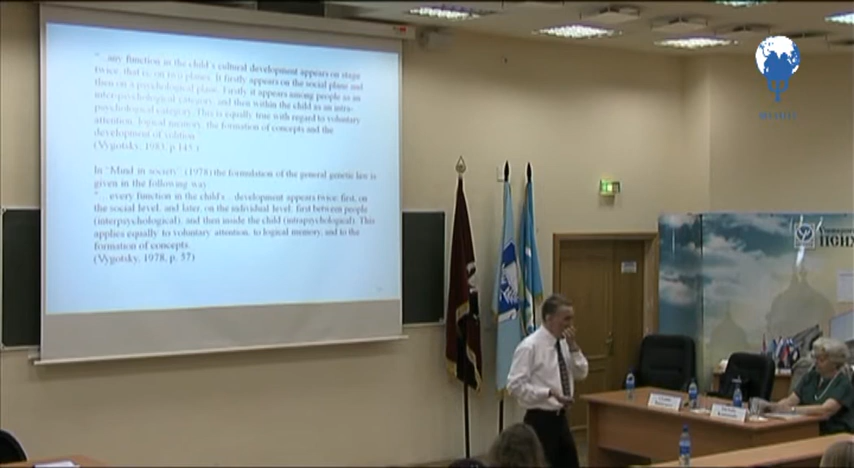 “...any function in the child's cultural development appears on stage
twice, that is, on two planes. It firstly appears on the social plane and
then on a psychological plane. Firstly it appears among people as an
inter-psychological category, and then within the child as an intra-
psychological category. This is equally true with regard to voluntary
attention, logical memory, the formation of concepts and the
development of volition”
(Vygotsky, 1983, p.145.)
In “Mind in society” (1978) the formulation of the general genetic law is
given in the following way
“... every function in the child's...development appears twice: first, on
the social level, and later, on the individual level; first between people
(interpsychological), and then inside the child (intrapsychological). This
applies equally to voluntary attention, to logical memory, and to the
formation of concepts.
(Vygotsky, 1978, p. 57)